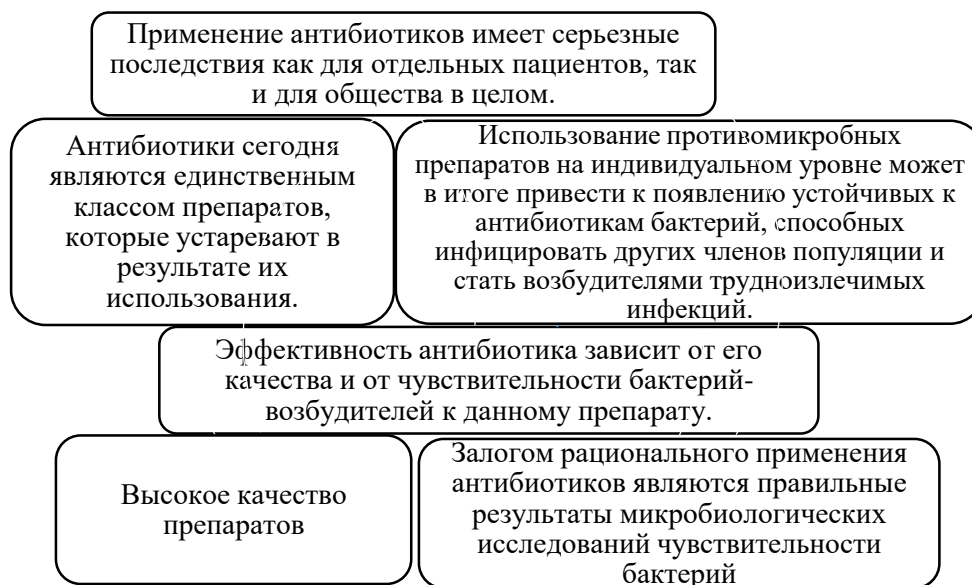 Применение антибиотиков имеет серьезные
последствия как для отдельных пациентов, так
и для общества в целом.
Антибиотики сегодня
являются единственным
классом препаратов,
которые устаревают в
результате их
использования.
Использование противомикробных
препаратов на индивидуальном уровне может
в итоге привести к появлению устойчивых к
антибиотикам бактерий, способных
инфицировать других членов популяции и
стать возбудителями трудноизлечимых
инфекций.
Эффективность антибиотика зависит от его
качества и от чувствительности бактерий-
возбудителей к данному препарату.
Высокое качество
препаратов
Залогом рационального применения
антибиотиков являются правильные
результаты микробиологических
исследований чувствительности
бактерий